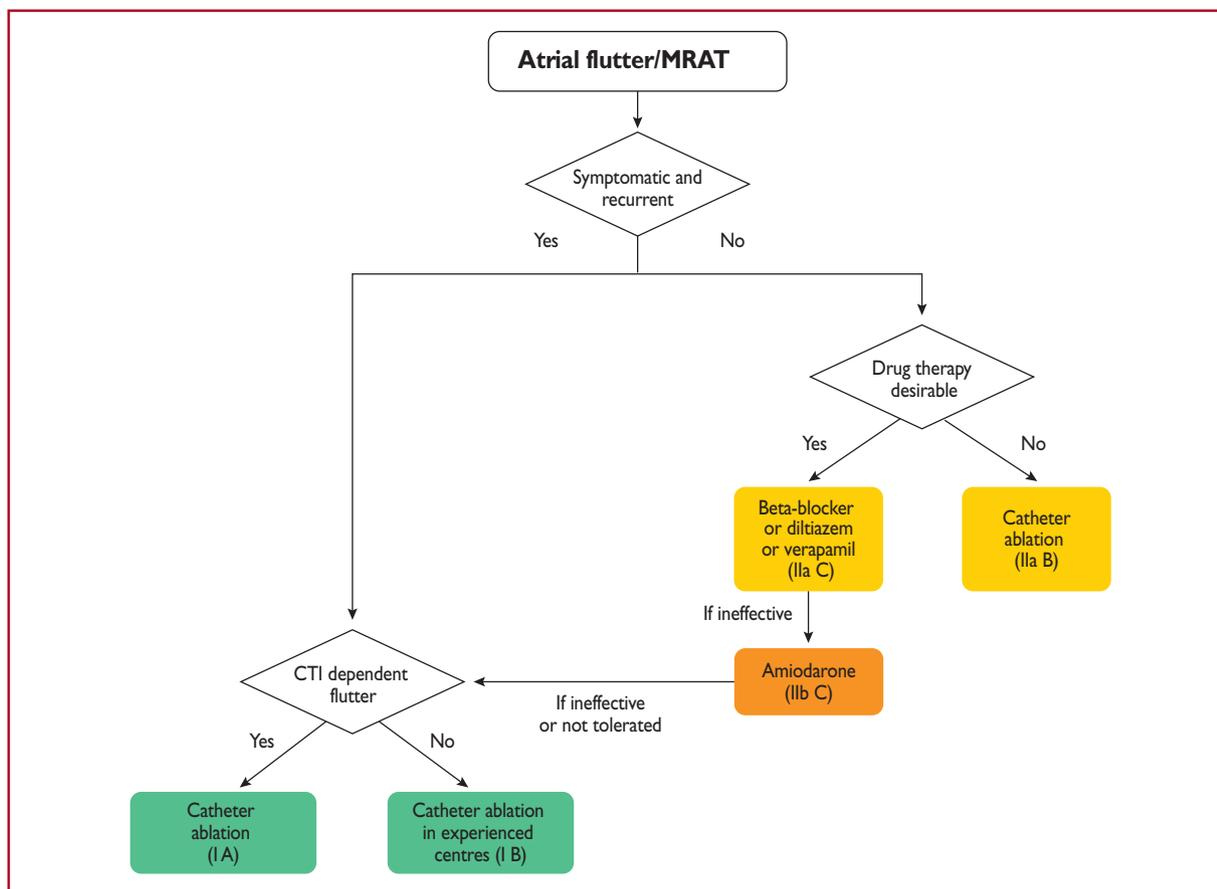 Atrial flutter/MRAT
Symptomatic and
recurrent
Yes
No
Drug therapy
desirable
Yes
No
Beta-blocker
or diltiazem
or verapamil
(IIa C)
Catheter
ablation
(IIa B)
If ineffective
Amiodarone
(IIb C)
If ineffective
or not tolerated
CTI dependent
flutter
Yes
No
Catheter
ablation
(I A)
Catheter ablation
in experienced
centres (I B)